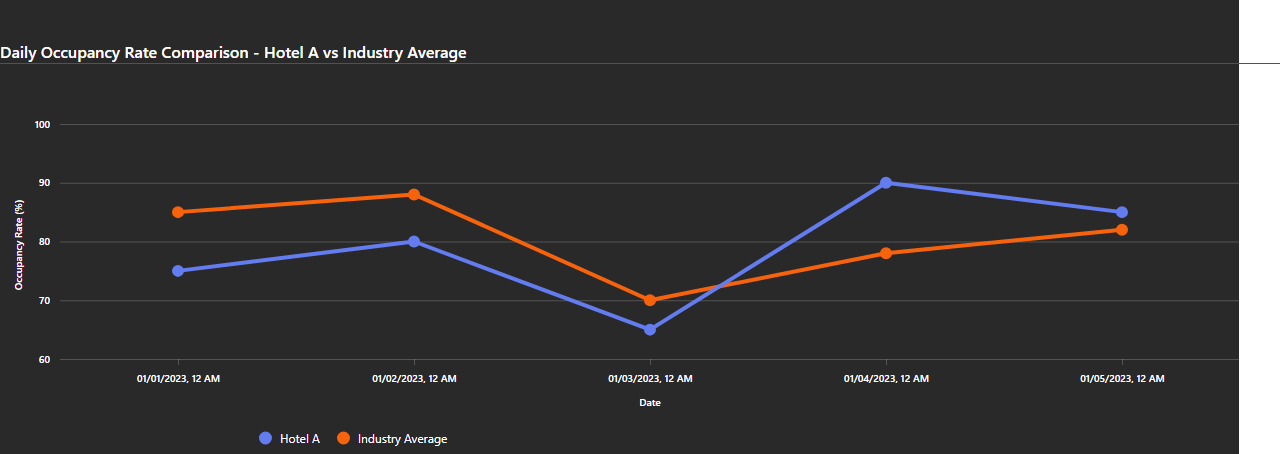 Daily Occupancy Rate Comparison - Hotel A vs Industry Average
100
90
80
70
60
Occupancy Rate (%)
01/01/2023, 12 AM
01/02/2023, 12 AM
01/03/2023, 12 AM
01/04/2023, 12 AM
01/05/2023, 12 AM
Date
Hotel A
Industry Average